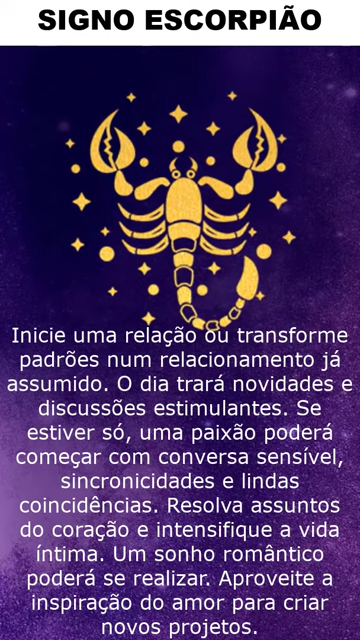 SIGNO ESCORPIÃO
Inicie uma relação ou transforme
padrões num relacionamento já
assumido. O dia trará novidades e
discussões estimulantes. Se
estiver só, uma paixão poderá
começar com conversa sensível,
sincronicidades e lindas
coincidências. Resolva assuntos
do coração e intensifique a vida
íntima. Um sonho romântico
poderá se realizar. Aproveite a
inspiração do amor para criar
novos projetos.